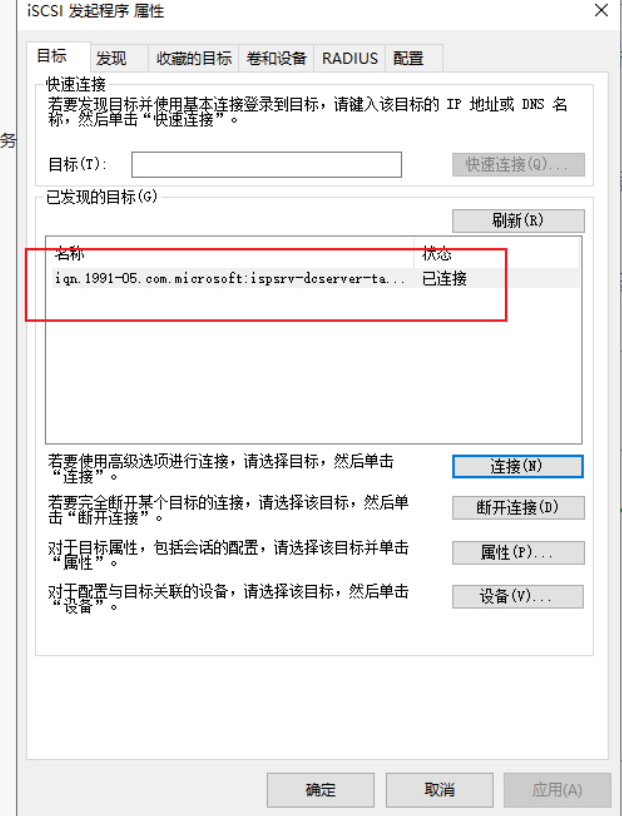 iSCSI 发起程序 属性
目标 发现 收藏的目标 卷和设备 RADIUS 配置
快速连接
若要发现目标并使用基本连接登录到目标，请键入该目标的 IP 地址或 DNS 名
称，然后单击“快速连接”。
务
目标(T): 快速连接(Q)...
已发现的目标(G)
刷新(R)
名称 状态
iqn.1991-05.com.microsoft:ispsrv-dcserver-ta... 已连接
若要使用高级选项进行连接，请选择目标，然后单击
“连接”。
连接(N)
若要完全断开某个目标的连接，请选择该目标，然后单
击“断开连接”。
断开连接(D)
对于目标属性，包括会话的配置，请选择该目标并单击
“属性”。
属性(P)...
对于配置与目标关联的设备，请选择该目标，然后单击
“设备”。
设备(V)...
确定 取消 应用(A)